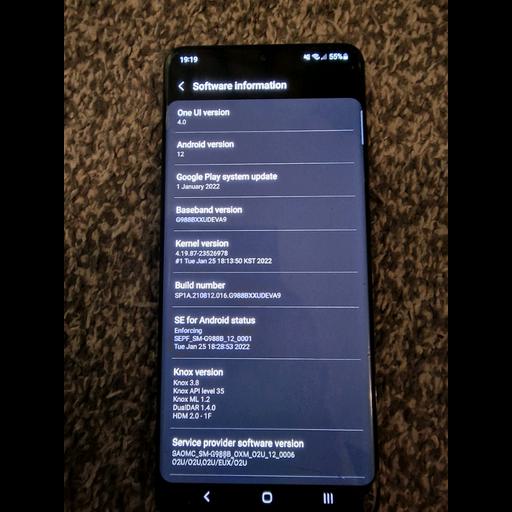 19:19 55%
Software information
One UI version
4.0
Android version
12
Google Play system update
1 January 2022
Baseband version
G988BXXUDEVA9
Kernel version
4.19.87-23526978
#1 Tue Jan 25 18:13:50 KST 2022
Build number
SP1A.210812.016.G988BXXUDEVA9
SE for Android status
Enforcing
SEPF_SM-G988B_12_0001
Tue Jan 25 18:28:53 2022
Knox version
Knox 3.8
Knox API level 35
Knox ML 1.2
DualDAR 1.4.0
HDM 2.0 - 1F
Service provider software version
SAOMC_SM-G988B_OXM_O2U_12_0006
O2U/O2U,O2U/EUX/O2U